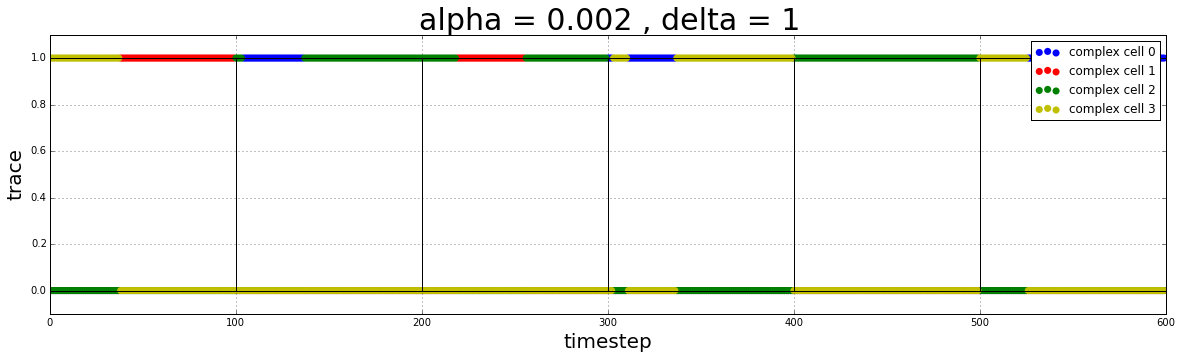 alpha = 0.002 , delta = 1
complex cell 0
complex cell 1
complex cell 2
complex cell 3
trace
1.0
0.8
0.6
0.4
0.2
0.0
0 100 200 300 400 500 600
timestep